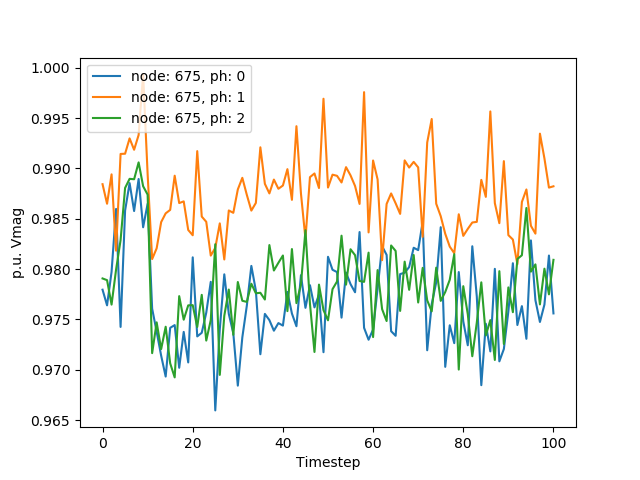 1.000
0.995
0.990
0.985
0.980
0.975
0.970
0.965
p.u. Vmag
node: 675, ph: 0
node: 675, ph: 1
node: 675, ph: 2
0 20 40 60 80 100
Timestep